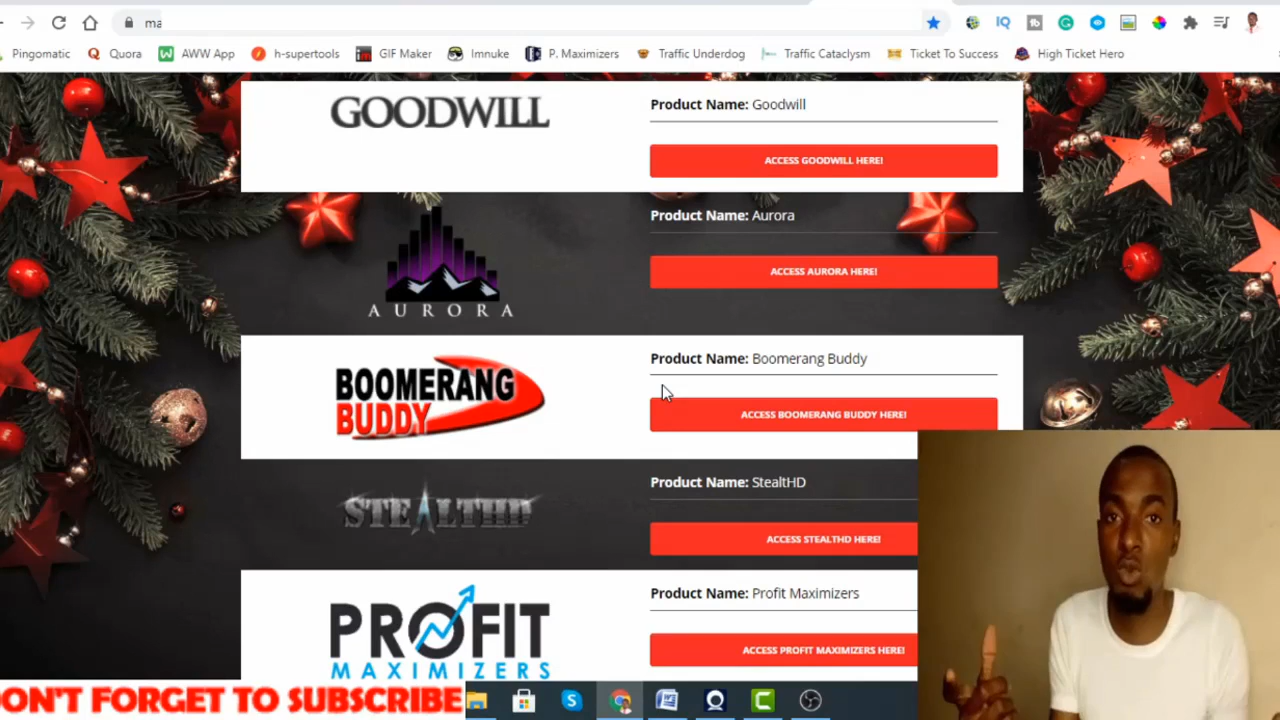 ma
Pingomatic Quora AWW App h-supertools GIF Maker Imnuke P. Maximizers Traffic Underdog Traffic Cataclysm Ticket To Success High Ticket Hero
GOODWILL
Product Name: Goodwill
ACCESS GOODWILL HERE!
AURORA
Product Name: Aurora
ACCESS AURORA HERE!
BOOMERANG
BUDDY
Product Name: Boomerang Buddy
ACCESS BOOMERANG BUDDY HERE!
STEALTHD
Product Name: StealtHD
ACCESS STEALTHD HERE!
PROFIT
MAXIMIZERS
Product Name: Profit Maximizers
ACCESS PROFIT MAXIMIZERS HERE!
ON'T FORGET TO SUBSCRIBE